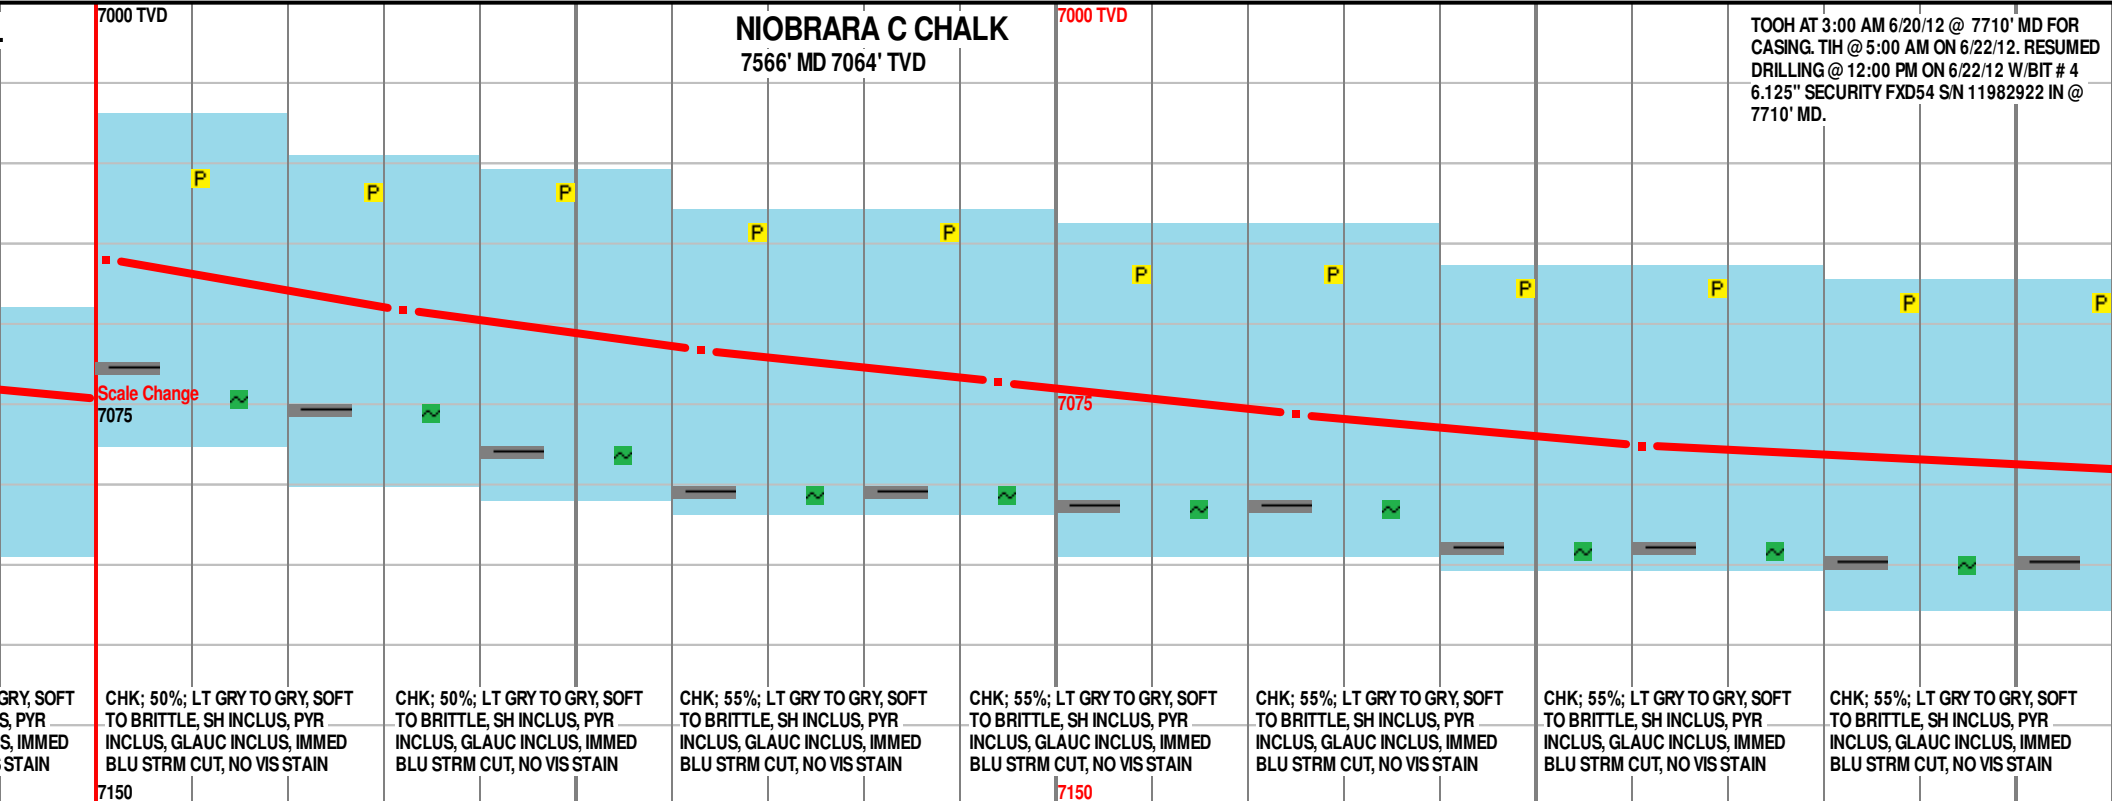 7000 TVD
NIOBRARA C CHALK
7566' MD 7064' TVD
7000 TVD
TOOH AT 3:00 AM 6/20/12 @ 7710' MD FOR
CASING. TIH @ 5:00 AM ON 6/22/12. RESUMED
DRILLING @ 12:00 PM ON 6/22/12 W/BIT # 4
6.125" SECURITY FXD54 S/N 11982922 IN @
7710' MD.
P
P
P
P
P
P
P
P
P
P
P
Scale Change
7075
7075
GRY, SOFT
S, PYR
S, IMMED
STAIN
CHK; 50%; LT GRY TO GRY, SOFT
TO BRITTLE, SH INCLUS, PYR
INCLUS, GLAUC INCLUS, IMMED
BLU STRM CUT, NO VIS STAIN
CHK; 50%; LT GRY TO GRY, SOFT
TO BRITTLE, SH INCLUS, PYR
INCLUS, GLAUC INCLUS, IMMED
BLU STRM CUT, NO VIS STAIN
CHK; 55%; LT GRY TO GRY, SOFT
TO BRITTLE, SH INCLUS, PYR
INCLUS, GLAUC INCLUS, IMMED
BLU STRM CUT, NO VIS STAIN
CHK; 55%; LT GRY TO GRY, SOFT
TO BRITTLE, SH INCLUS, PYR
INCLUS, GLAUC INCLUS, IMMED
BLU STRM CUT, NO VIS STAIN
CHK; 55%; LT GRY TO GRY, SOFT
TO BRITTLE, SH INCLUS, PYR
INCLUS, GLAUC INCLUS, IMMED
BLU STRM CUT, NO VIS STAIN
CHK; 55%; LT GRY TO GRY, SOFT
TO BRITTLE, SH INCLUS, PYR
INCLUS, GLAUC INCLUS, IMMED
BLU STRM CUT, NO VIS STAIN
CHK; 55%; LT GRY TO GRY, SOFT
TO BRITTLE, SH INCLUS, PYR
INCLUS, GLAUC INCLUS, IMMED
BLU STRM CUT, NO VIS STAIN
7150
7150